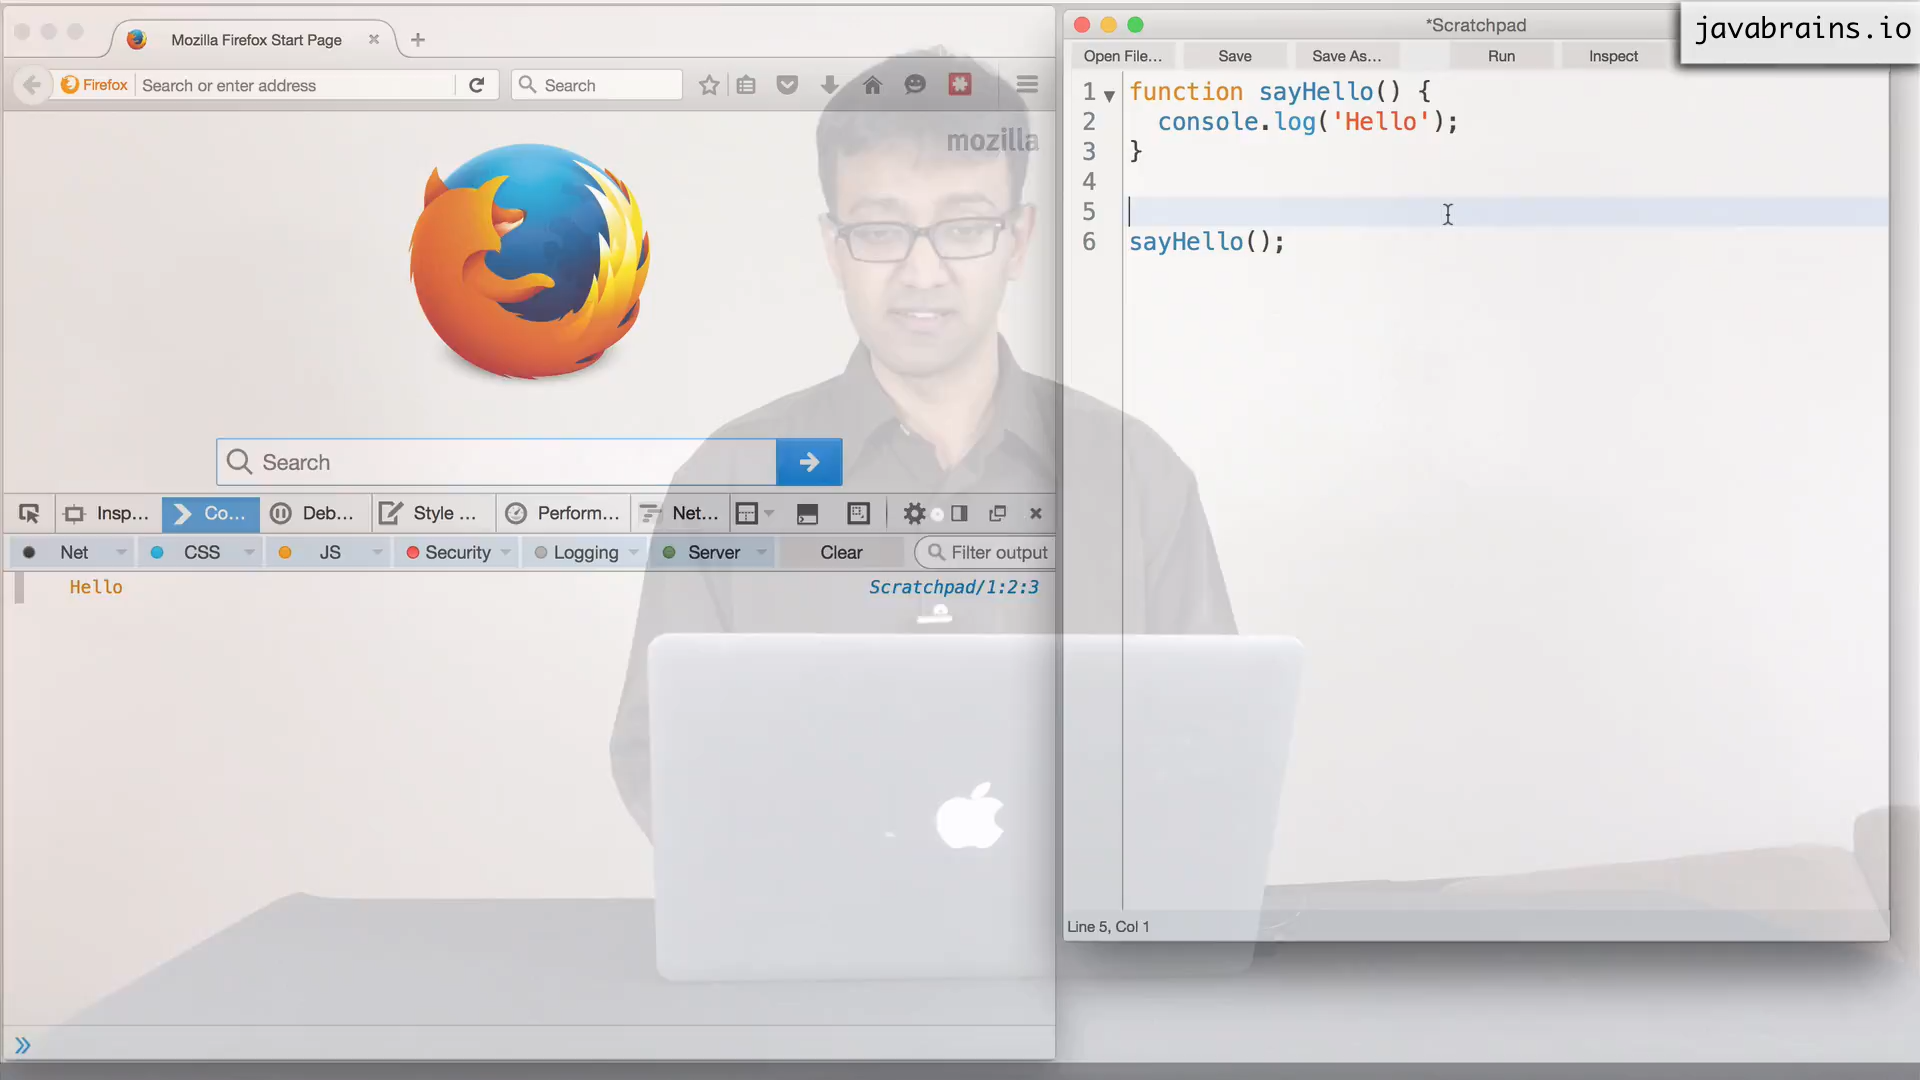 Mozilla Firefox Start Page
Firefox Search or enter address
Search
mozilla
Search
Insp... Co... Deb... Style ... Perform... Net...
Net CSS JS Security Logging Server Clear Filter output
Hello Scratchpad/1:2:3
*Scratchpad
javabrains.io
Open File... Save Save As... Run Inspect
1 function sayHello() {
2 console.log('Hello');
3 }
4
5
6 sayHello();
Line 5, Col 1